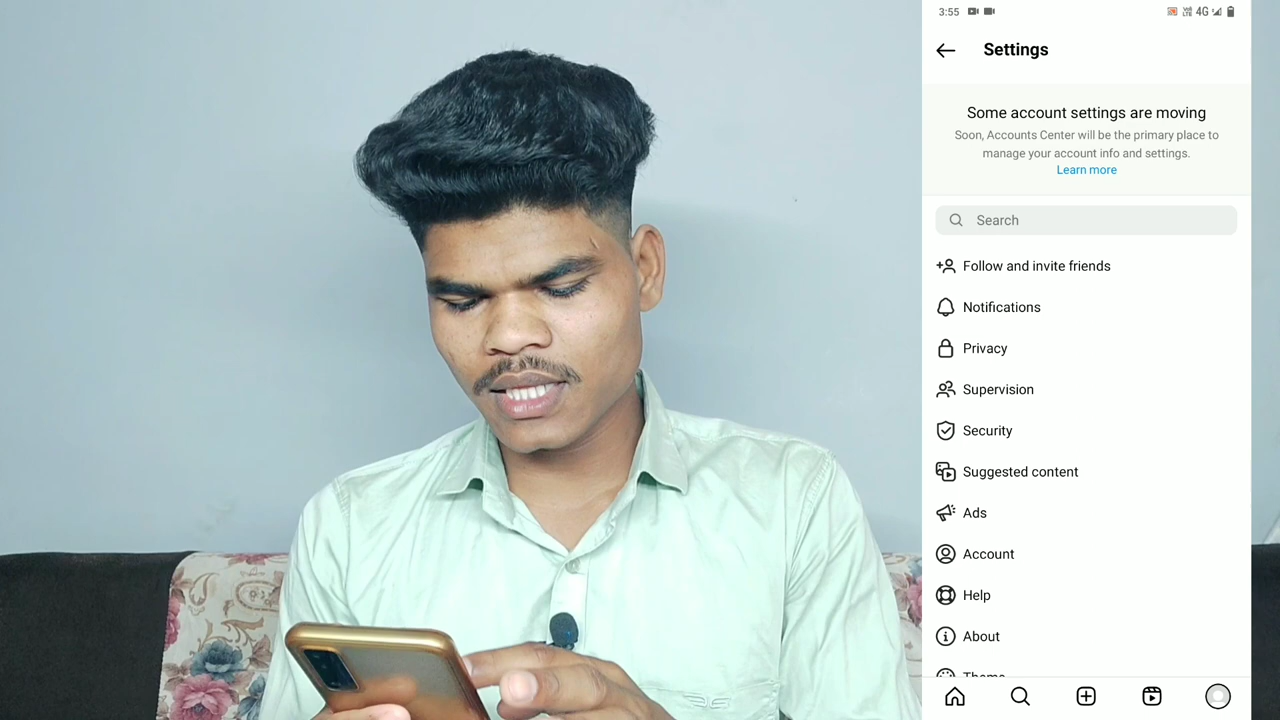 3:55
4G
Settings
Some account settings are moving
Soon, Accounts Center will be the primary place to
manage your account info and settings.
Learn more
Search
Follow and invite friends
Notifications
Privacy
Supervision
Security
Suggested content
Ads
Account
Help
About